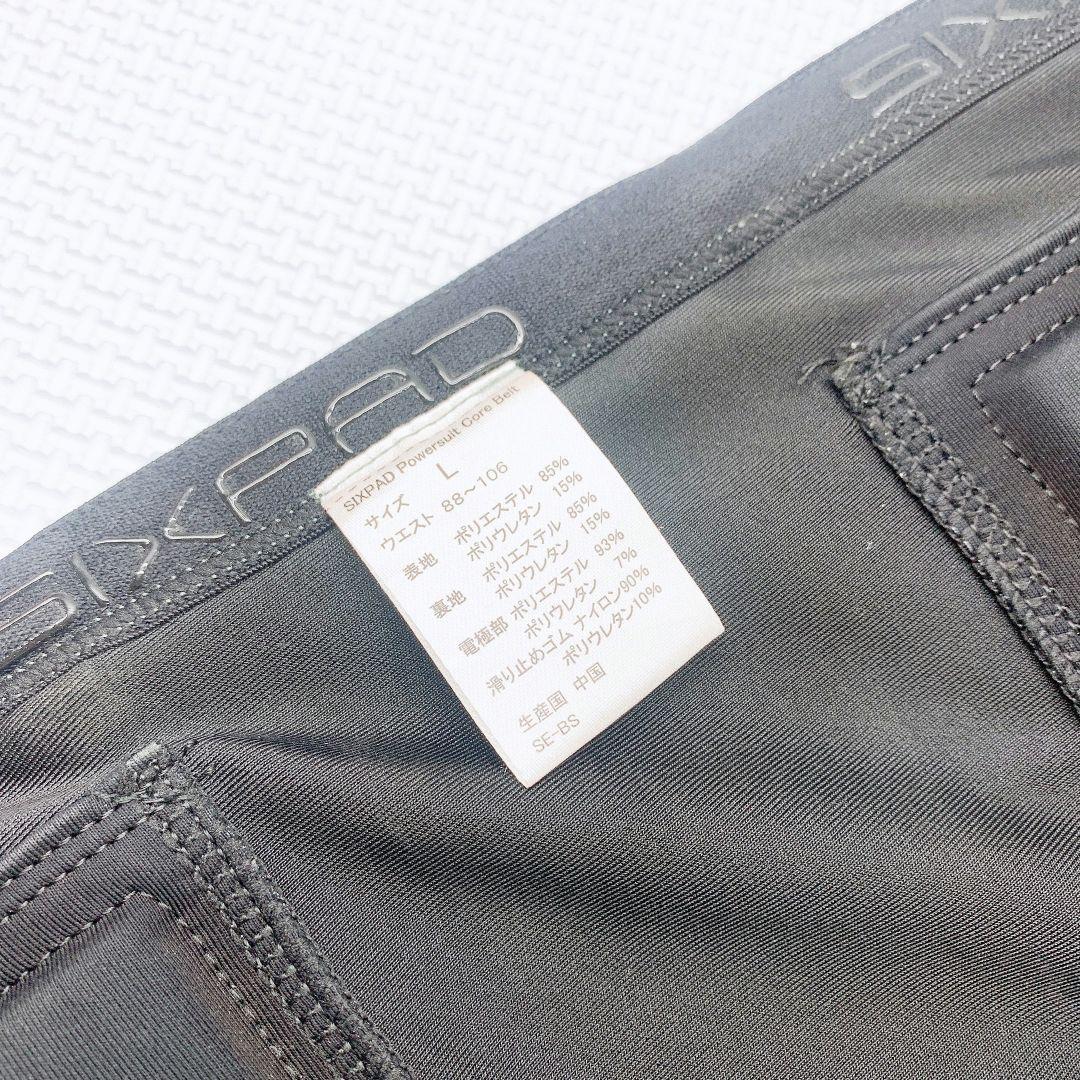 SIX
SIXPAD
SIXPAD Powersuit Core Belt
サイズ L
ウエスト 88～106
表地 ポリエステル 85%
ポリウレタン 15%
裏地 ポリエステル 85%
ポリウレタン 15%
電極部 ポリエステル 93%
ポリウレタン 7%
滑り止めゴム ナイロン90%
ポリウレタン10%
生産国 中国
SE-BS